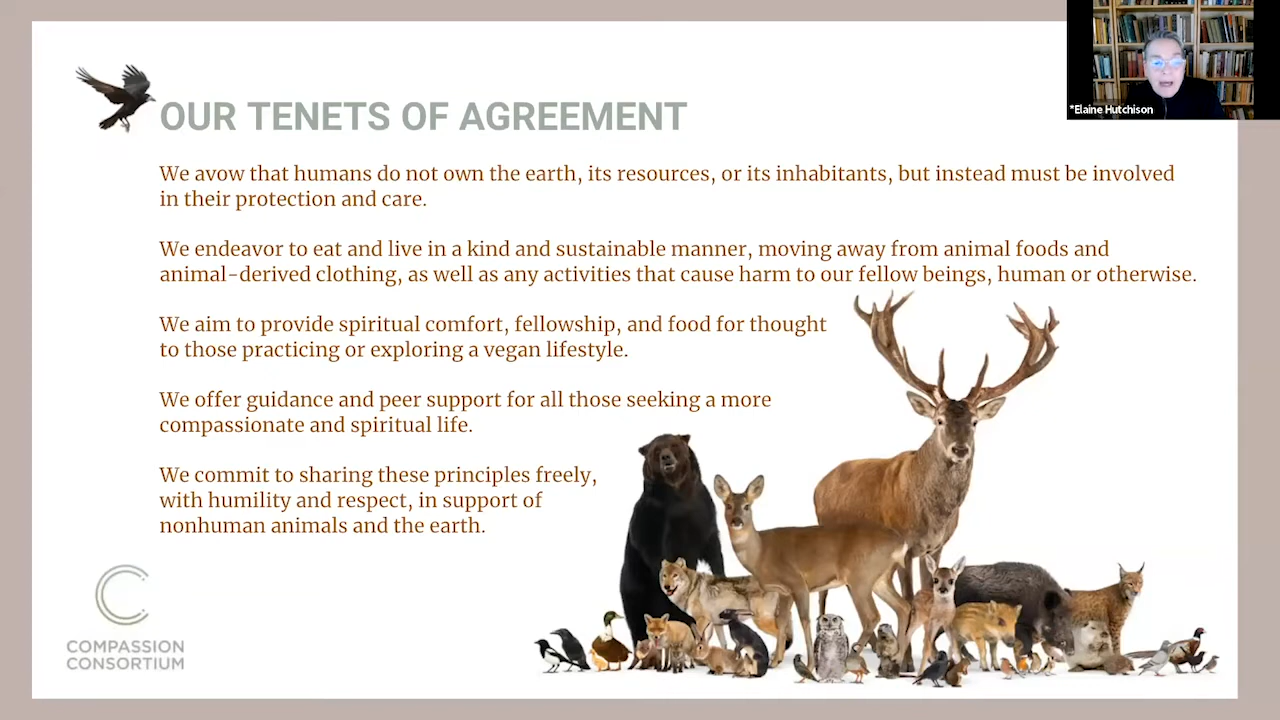 *Elaine Hutchison
OUR TENETS OF AGREEMENT
We avow that humans do not own the earth, its resources, or its inhabitants, but instead must be involved
in their protection and care.
We endeavor to eat and live in a kind and sustainable manner, moving away from animal foods and
animal-derived clothing, as well as any activities that cause harm to our fellow beings, human or otherwise.
We aim to provide spiritual comfort, fellowship, and food for thought
to those practicing or exploring a vegan lifestyle.
We offer guidance and peer support for all those seeking a more
compassionate and spiritual life.
We commit to sharing these principles freely,
with humility and respect, in support of
nonhuman animals and the earth.
COMPASSION
CONSORTIUM